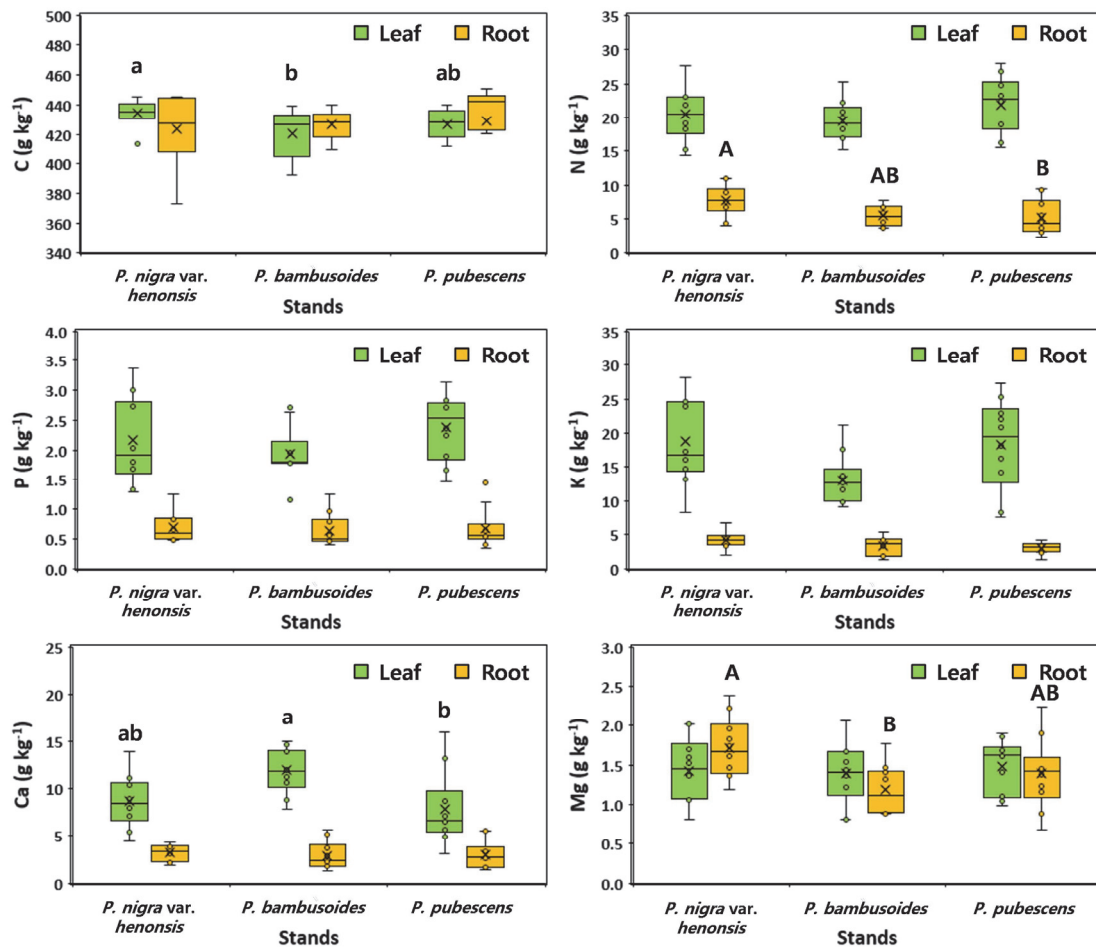 C (g kg-1)
500
480
460
440
420
400
380
360
340
Leaf Root
a b ab
P. nigra var. henonsis
P. bambusoides
P. pubescens
Stands
N (g kg-1)
35
30
25
20
15
10
5
0
Leaf Root
A AB B
P. nigra var. henonsis
P. bambusoides
P. pubescens
Stands
P (g kg-1)
4.0
3.5
3.0
2.5
2.0
1.5
1.0
0.5
0.0
Leaf Root
P. nigra var. henonsis
P. bambusoides
P. pubescens
Stands
K (g kg-1)
35
30
25
20
15
10
5
0
Leaf Root
P. nigra var. henonsis
P. bambusoides
P. pubescens
Stands
Ca (g kg-1)
25
20
15
10
5
0
Leaf Root
ab a b
P. nigra var. henonsis
P. bambusoides
P. pubescens
Stands
Mg (g kg-1)
3.0
2.5
2.0
1.5
1.0
0.5
0.0
Leaf Root
A B AB
P. nigra var. henonsis
P. bambusoides
P. pubescens
Stands